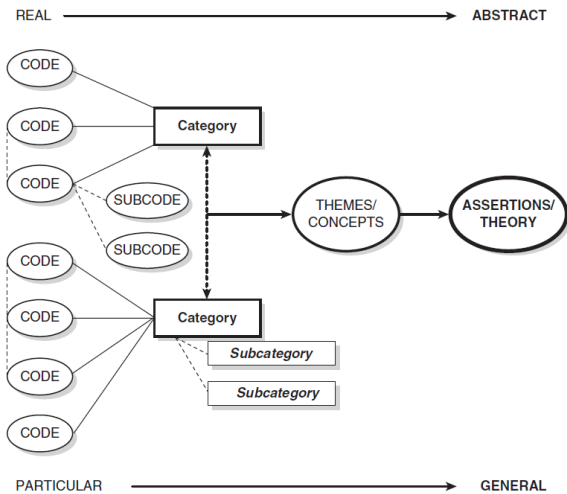 REAL
ABSTRACT
CODE
CODE
Category
CODE
SUBCODE
THEMES/
CONCEPTS
ASSERTIONS/
THEORY
SUBCODE
CODE
CODE
Category
Subcategory
CODE
Subcategory
CODE
PARTICULAR
GENERAL